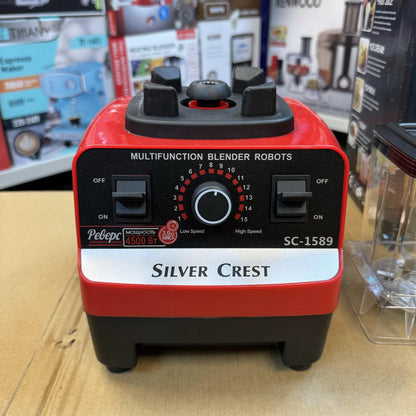 TIFFANY
Espresso
Maker
KENWOOD
MULTIFUNCTION BLENDER ROBOTS
OFF
ON
1 2 3 4 5 6 7 8 9 10 11 12 13 14 15
Low Speed
High Speed
OFF
ON
Реверс
МОЩНОСТЬ
4500 Вт
SC-1589
SILVER CREST